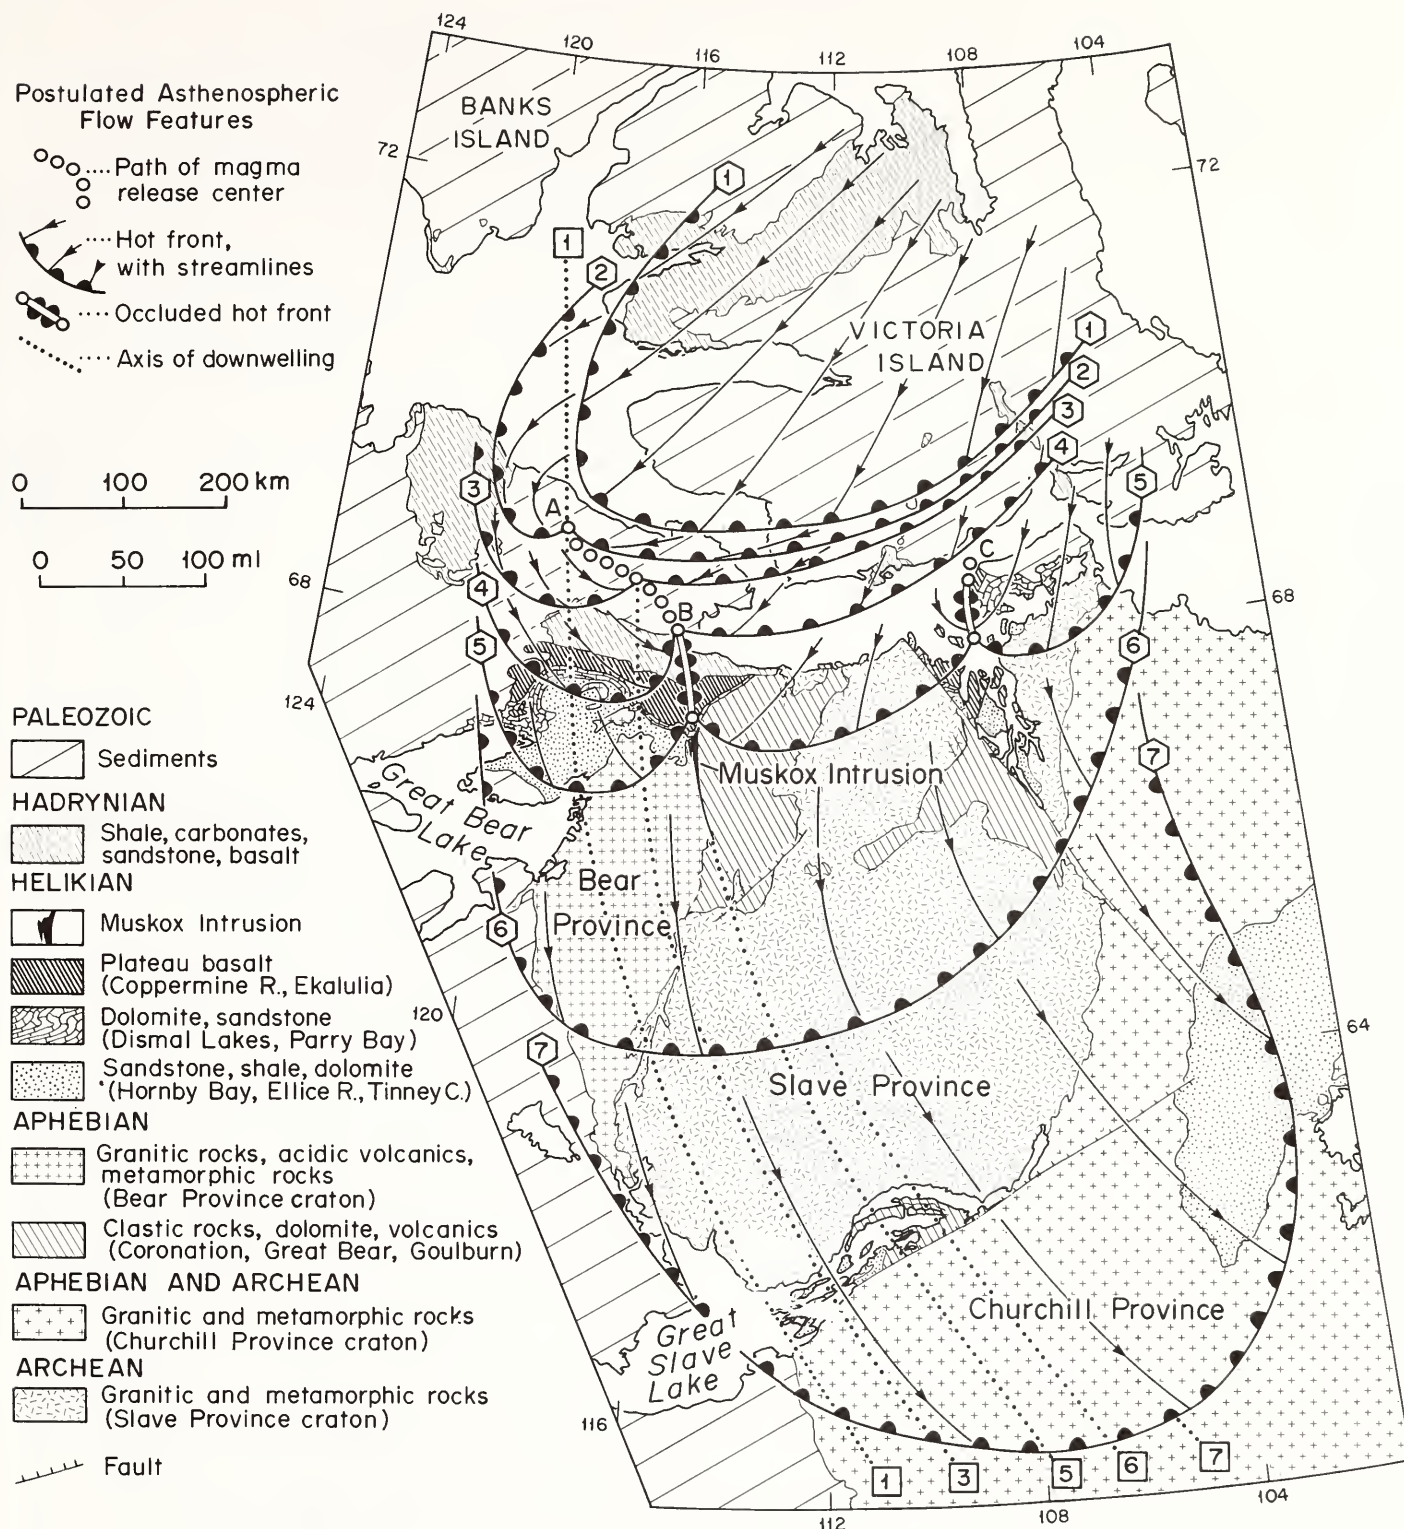 124
120
116
112
108
104
Postulated Asthenospheric
Flow Features
Path of magma
release center
Hot front,
with streamlines
Occluded hot front
Axis of downwelling
BANKS
ISLAND
72
72
1
1
2
VICTORIA
ISLAND
1
2
3
4
5
0 100 200 km
0 50 100 ml
3
A
C
68
68
4
B
5
6
124
7
PALEOZOIC
Sediments
HADRYNIAN
Shale, carbonates,
sandstone, basalt
HELIKIAN
Muskox Intrusion
Plateau basalt
(Coppermine R., Ekalulia)
Dolomite, sandstone
(Dismal Lakes, Parry Bay)
Sandstone, shale, dolomite
(Hornby Bay, Ellice R., Tinney C.)
APHEBIAN
Granitic rocks, acidic volcanics,
metamorphic rocks
(Bear Province craton)
Clastic rocks, dolomite, volcanics
(Coronation, Great Bear, Goulburn)
APHEBIAN AND ARCHEAN
Granitic and metamorphic rocks
(Churchill Province craton)
ARCHEAN
Granitic and metamorphic rocks
(Slave Province craton)
Fault
Muskox Intrusion
Great Bear
Lake
Bear
Province
6
120
64
7
Slave Province
Churchill Province
Great
Slave
Lake
116
1
3
5
6
7
112
108
104